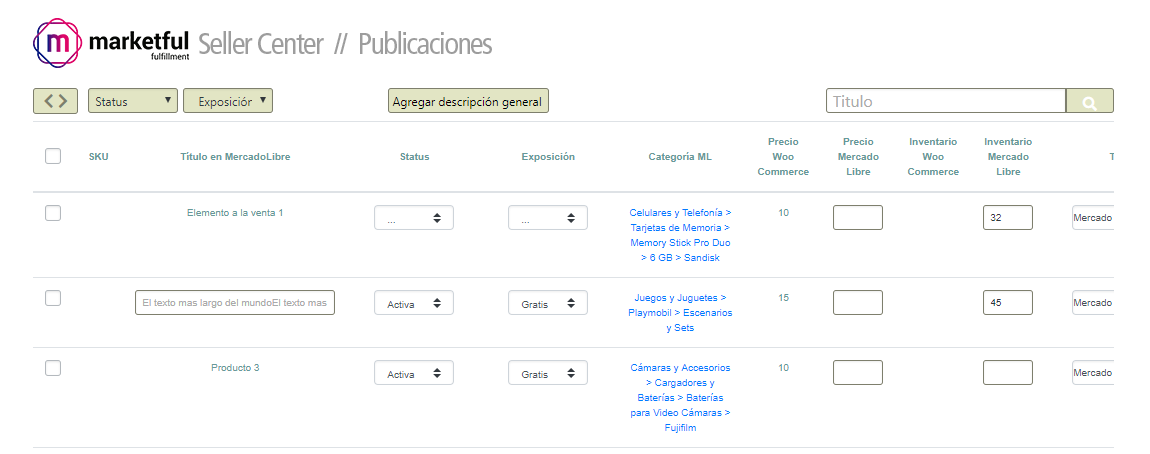 m marketful
fulfillment
Seller Center // Publicaciones
Status
Exposiciór
Agregar descripción general
Titulo
SKU
Título en MercadoLibre
Status
Exposición
Categoría ML
Precio
Woo
Commerce
Precio
Mercado
Libre
Inventario
Woo
Commerce
Inventario
Mercado
Libre
T
Elemento a la venta 1
...
...
Celulares y Telefonía >
Tarjetas de Memoria >
Memory Stick Pro Duo
> 6 GB > Sandisk
10
32
Mercado
El texto mas largo del mundoEl texto mas
Activa
Gratis
Juegos y Juguetes >
Playmobil > Escenarios
y Sets
15
45
Mercado
Producto 3
Activa
Gratis
Cámaras y Accesorios
> Cargadores y
Baterías > Baterías
para Video Cámaras >
Fujifilm
10
Mercado